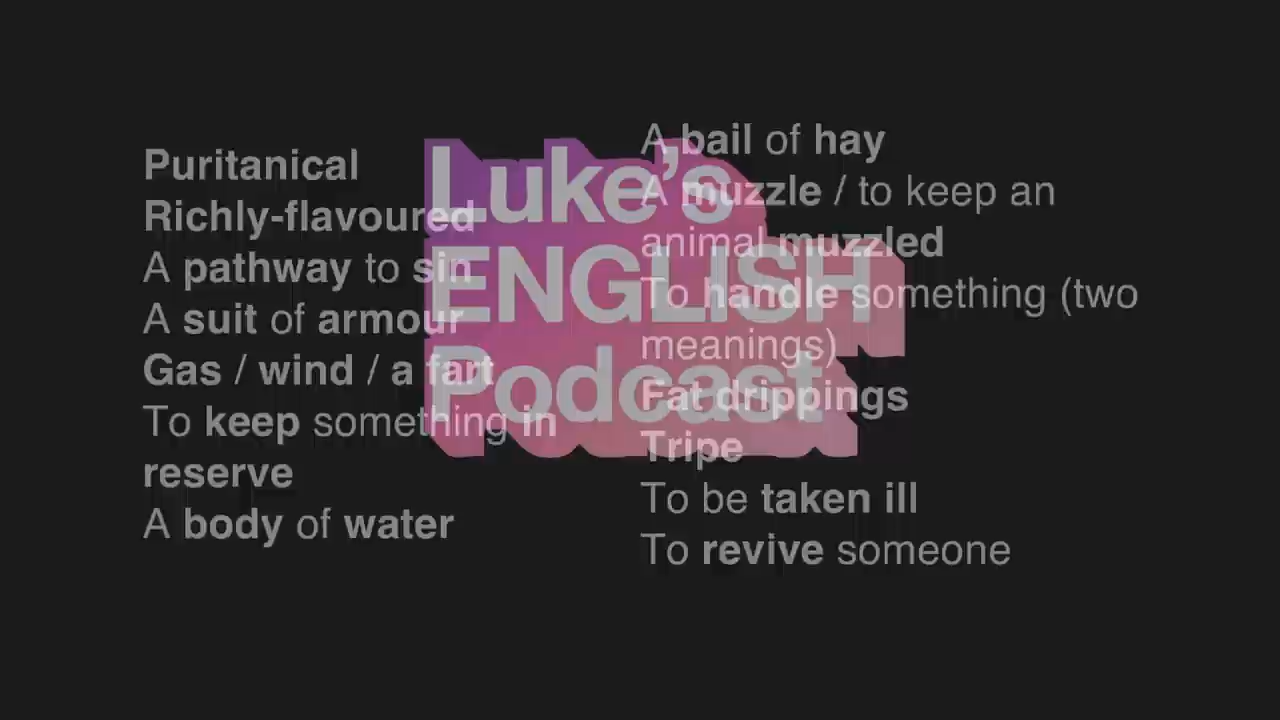 Puritanical
Richly-flavoured
A pathway to sin
A suit of armour
Gas / wind / a fart
To keep something in
reserve
A body of water
Luke's
ENGLISH
Podcast
A bail of hay
A muzzle / to keep an
animal muzzled
To handle something (two
meanings)
Fat drippings
Tripe
To be taken ill
To revive someone